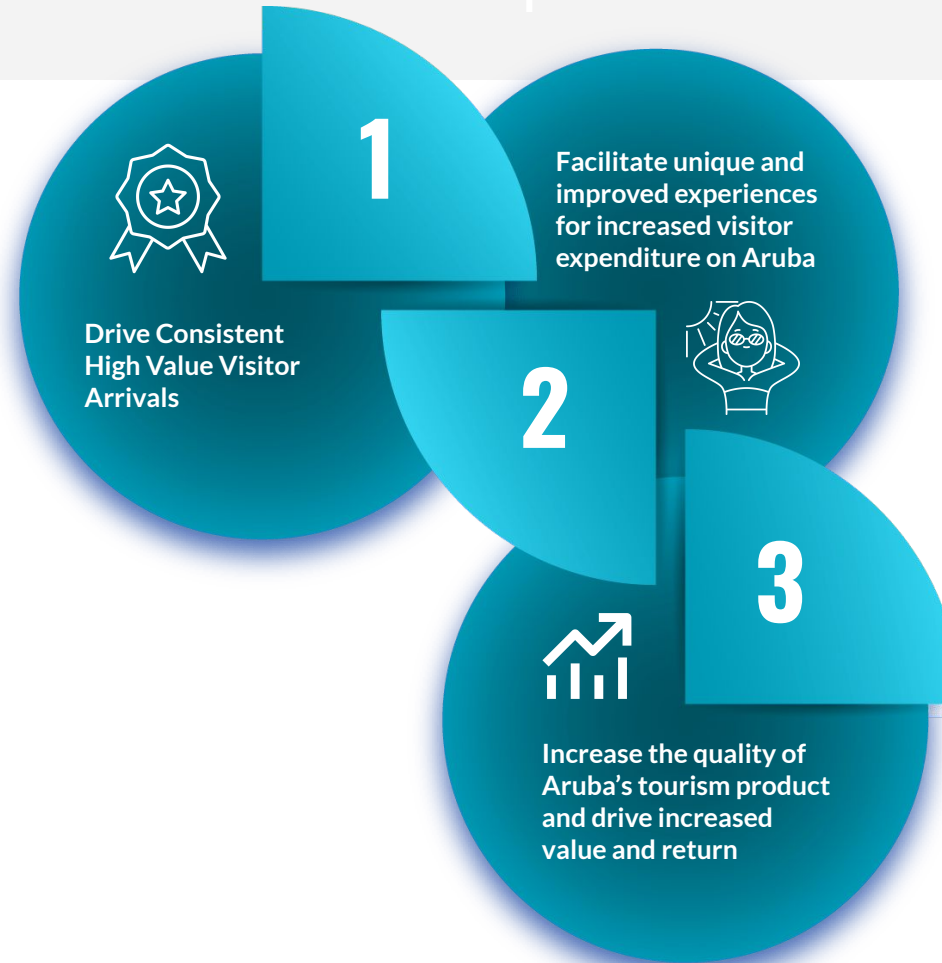 1
Drive Consistent
High Value Visitor
Arrivals
2
Facilitate unique and
improved experiences
for increased visitor
expenditure on Aruba
3
Increase the quality of
Aruba’s tourism product
and drive increased
value and return